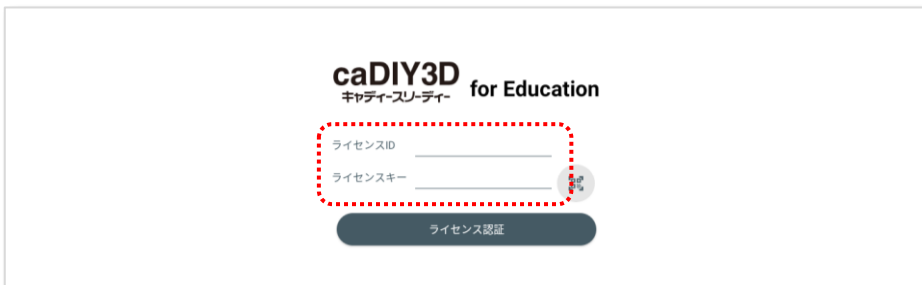 caDIY3D
キャディースリーディー
for Education
ライセンスID
ライセンスキー
ライセンス認証